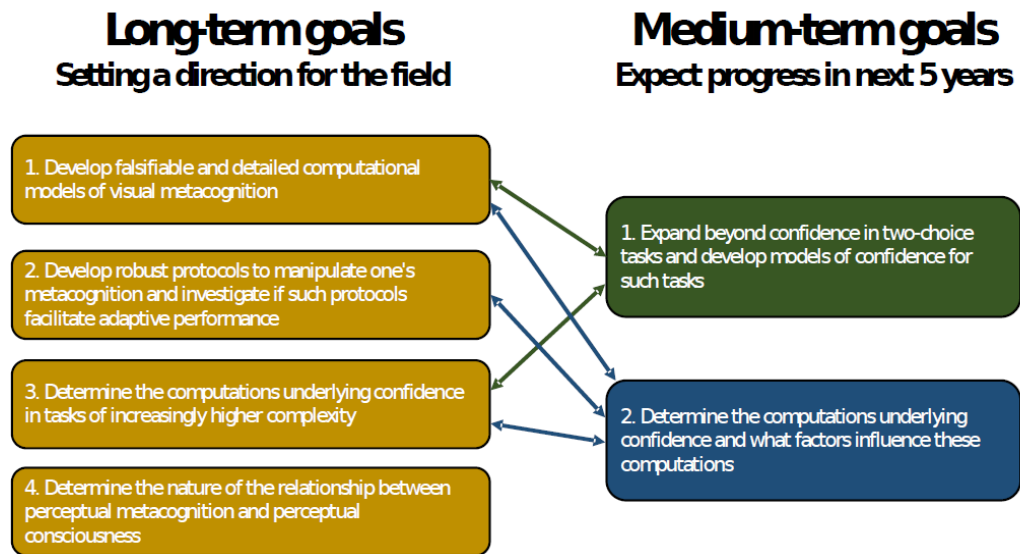 Long-term goals
Setting a direction for the field
1. Develop falsifiable and detailed computational
models of visual metacognition
2. Develop robust protocols to manipulate one's
metacognition and investigate if such protocols
facilitate adaptive performance
3. Determine the computations underlying confidence
in tasks of increasingly higher complexity
4. Determine the nature of the relationship between
perceptual metacognition and perceptual
consciousness
Medium-term goals
Expect progress in next 5 years
1. Expand beyond confidence in two-choice
tasks and develop models of confidence for
such tasks
2. Determine the computations underlying
confidence and what factors influence these
computations